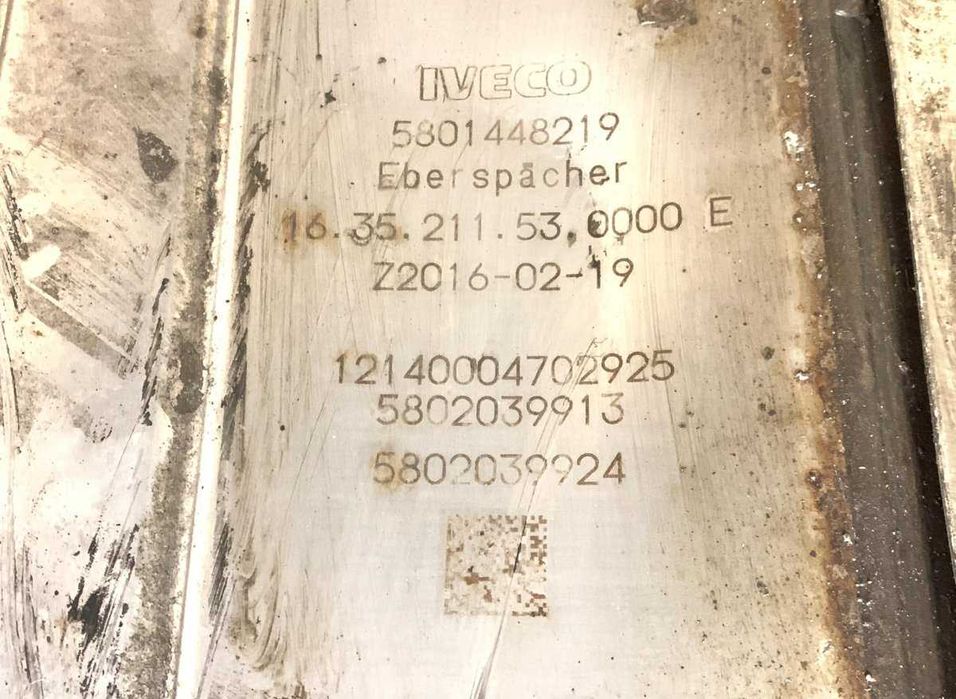 IVECO
5801448219
Eberspächer
16.35.211.53.0000 E
Z2016-02-19
12140004702925
5802039913
5802039924